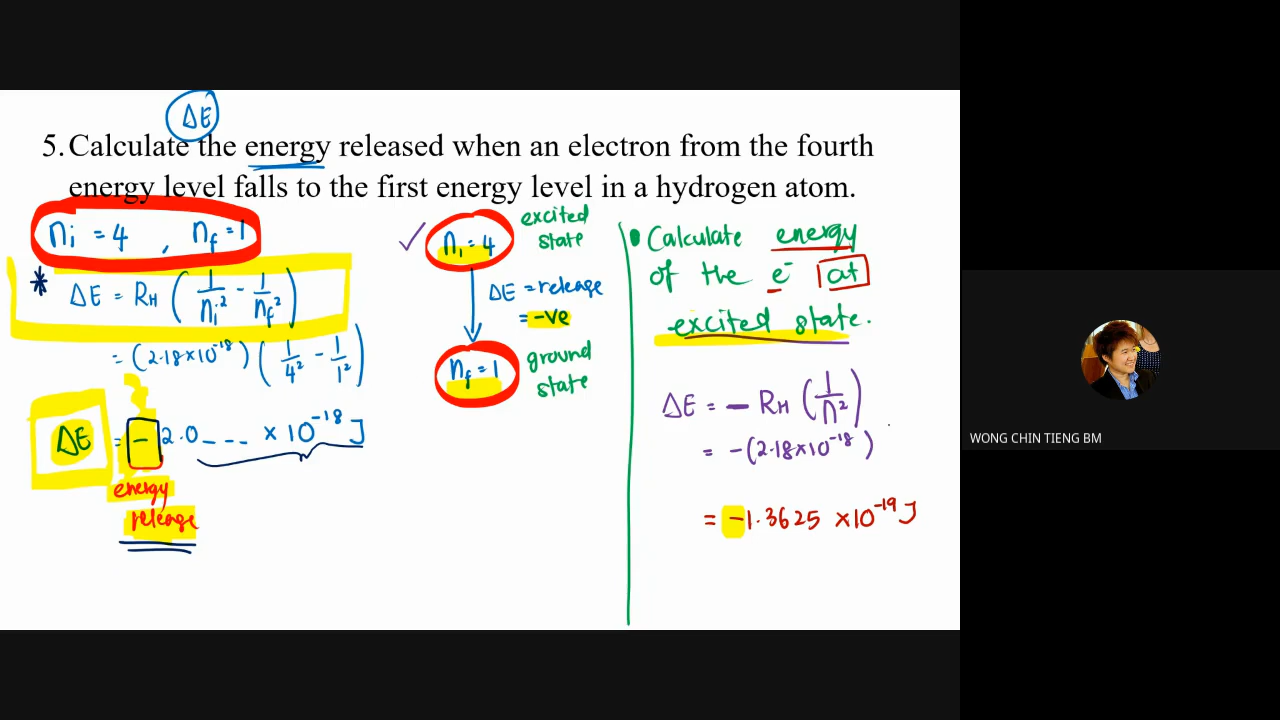 ΔE
5. Calculate the energy released when an electron from the fourth
energy level falls to the first energy level in a hydrogen atom.
ni = 4 , nf = 1
* ΔE = RH ( 1/ni² - 1/nf² )
= (2.18×10⁻¹⁸) ( 1/4² - 1/1² )
ΔE = - 2.0_ _ _ × 10⁻¹⁸ J
energy
release
✓ ni = 4
excited
state
ΔE = release
= -ve
nf = 1
ground
state
• Calculate energy
of the e⁻ at
excited state.
ΔE = - RH ( 1/n² )
= -(2.18×10⁻¹⁸)
= -1.3625 ×10⁻¹⁹ J
WONG CHIN TIENG BM